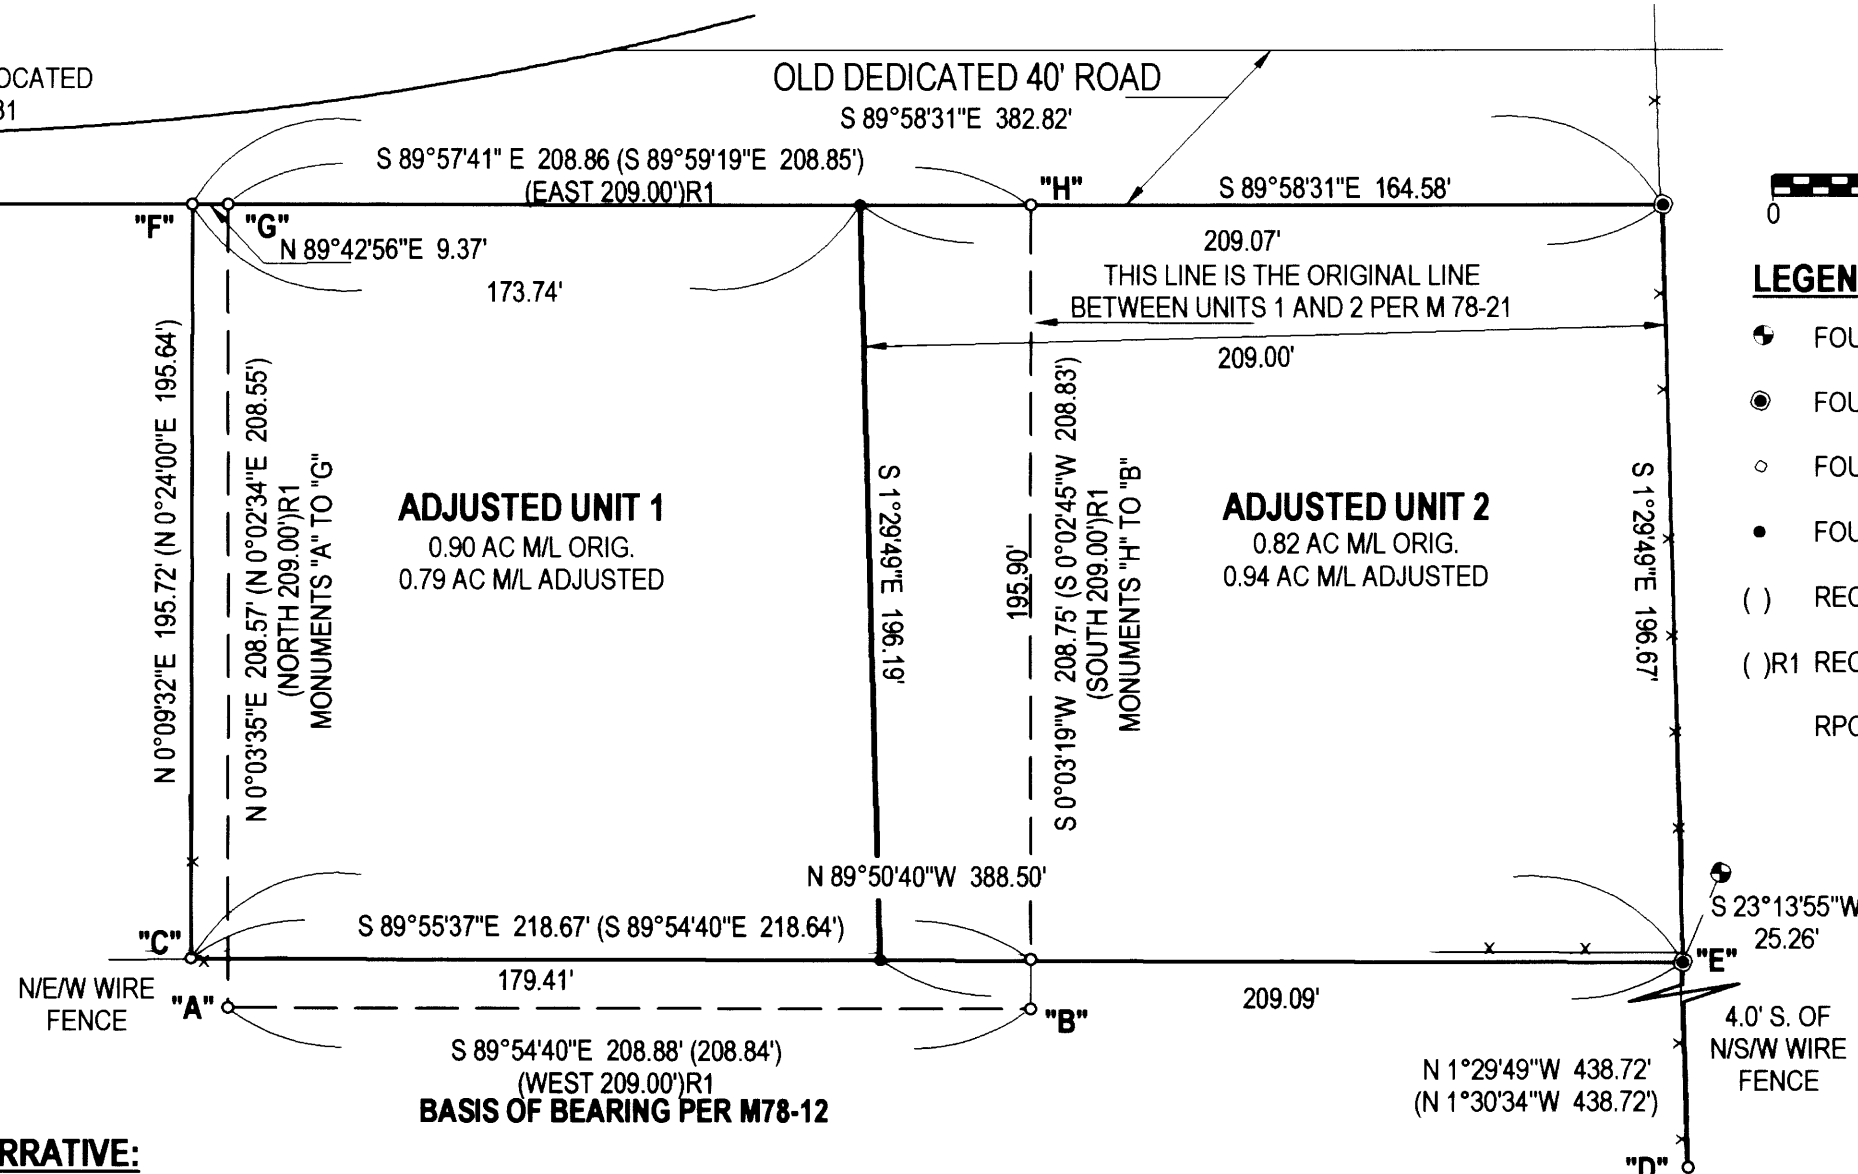 OCATED
31
OLD DEDICATED 40' ROAD
S 89°58'31"E 382.82'
S 89°57'41" E 208.86 (S 89°59'19"E 208.85')
(EAST 209.00')R1
"H"
S 89°58'31"E 164.58'
"F"
"G"
N 89°42'56"E 9.37'
173.74'
209.07'
THIS LINE IS THE ORIGINAL LINE
BETWEEN UNITS 1 AND 2 PER M 78-21
209.00'
0
LEGEN
FOU
FOU
FOU
FOU
( ) REC
( )R1 REC
RPC
N 0°09'32"E 195.72' (N 0°24'00"E 195.64')
N 0°03'35"E 208.57' (N 0°02'34"E 208.55')
(NORTH 209.00')R1
MONUMENTS "A" TO "G"
ADJUSTED UNIT 1
0.90 AC M/L ORIG.
0.79 AC M/L ADJUSTED
S 1°29'49"E 196.19'
195.90'
S 0°03'19"W 208.75' (S 0°02'45"W 208.83')
(SOUTH 209.00')R1
MONUMENTS "H" TO "B"
ADJUSTED UNIT 2
0.82 AC M/L ORIG.
0.94 AC M/L ADJUSTED
S 1°29'49"E 196.67'
N 89°50'40"W 388.50'
S 89°55'37"E 218.67' (S 89°54'40"E 218.64')
"C"
179.41'
S 23°13'55"W
25.26'
"E"
N/E/W WIRE
FENCE
"A"
"B"
209.09'
4.0' S. OF
N/S/W WIRE
FENCE
S 89°54'40"E 208.88' (208.84')
(WEST 209.00')R1
BASIS OF BEARING PER M78-12
N 1°29'49"W 438.72'
(N 1°30'34"W 438.72')
RRATIVE:
"D"